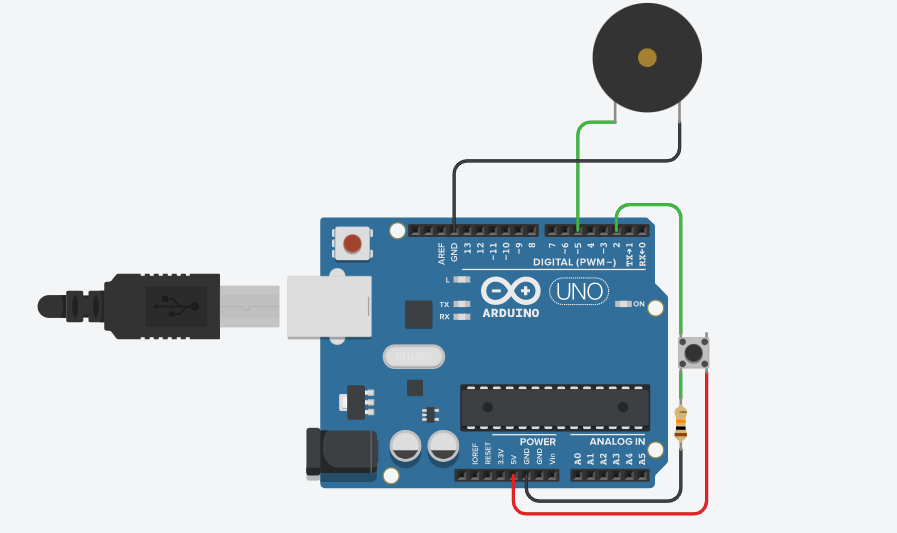 AREF
GND
13
12
~11
~10
~9
8
7
~6
~5
4
~3
2
TX→1
RX←0
DIGITAL (PWM~)
L
TX
RX
UNO
ON
ARDUINO
POWER
ANALOG IN
IOREF
RESET
3.3V
5V
GND
GND
Vin
A0
A1
A2
A3
A4
A5